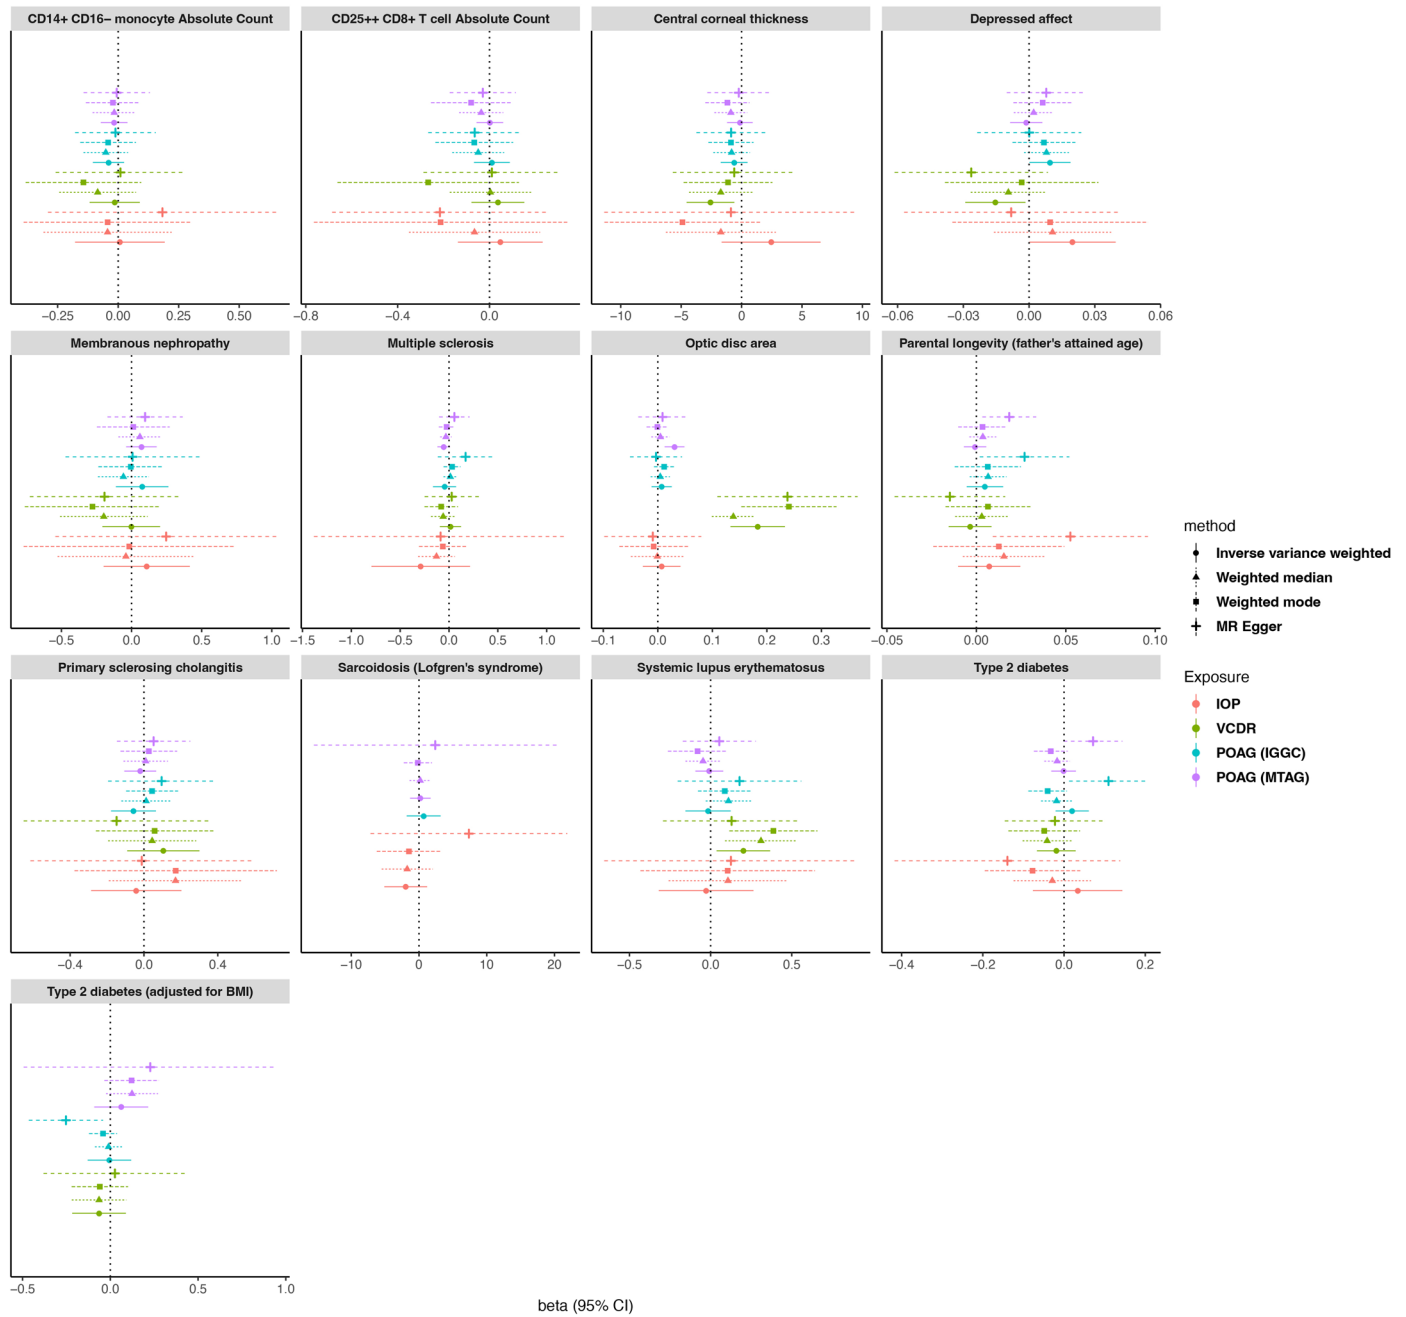 CD14+ CD16− monocyte Absolute Count
CD25++ CD8+ T cell Absolute Count
Central corneal thickness
Depressed affect
−0.25 0.00 0.25 0.50
−0.8 −0.4 0.0
−10 −5 0 5 10
−0.06 −0.03 0.00 0.03 0.06
Membranous nephropathy
Multiple sclerosis
Optic disc area
Parental longevity (father's attained age)
−0.5 0.0 0.5 1.0
−1.5 −1.0 −0.5 0.0 0.5 1.0
−0.1 0.0 0.1 0.2 0.3
−0.05 0.00 0.05 0.10
Primary sclerosing cholangitis
Sarcoidosis (Lofgren's syndrome)
Systemic lupus erythematosus
Type 2 diabetes
−0.4 0.0 0.4
−10 0 10 20
−0.5 0.0 0.5
−0.4 −0.2 0.0 0.2
Type 2 diabetes (adjusted for BMI)
−0.5 0.0 0.5 1.0
beta (95% CI)
method
Inverse variance weighted
Weighted median
Weighted mode
MR Egger
Exposure
IOP
VCDR
POAG (IGGC)
POAG (MTAG)